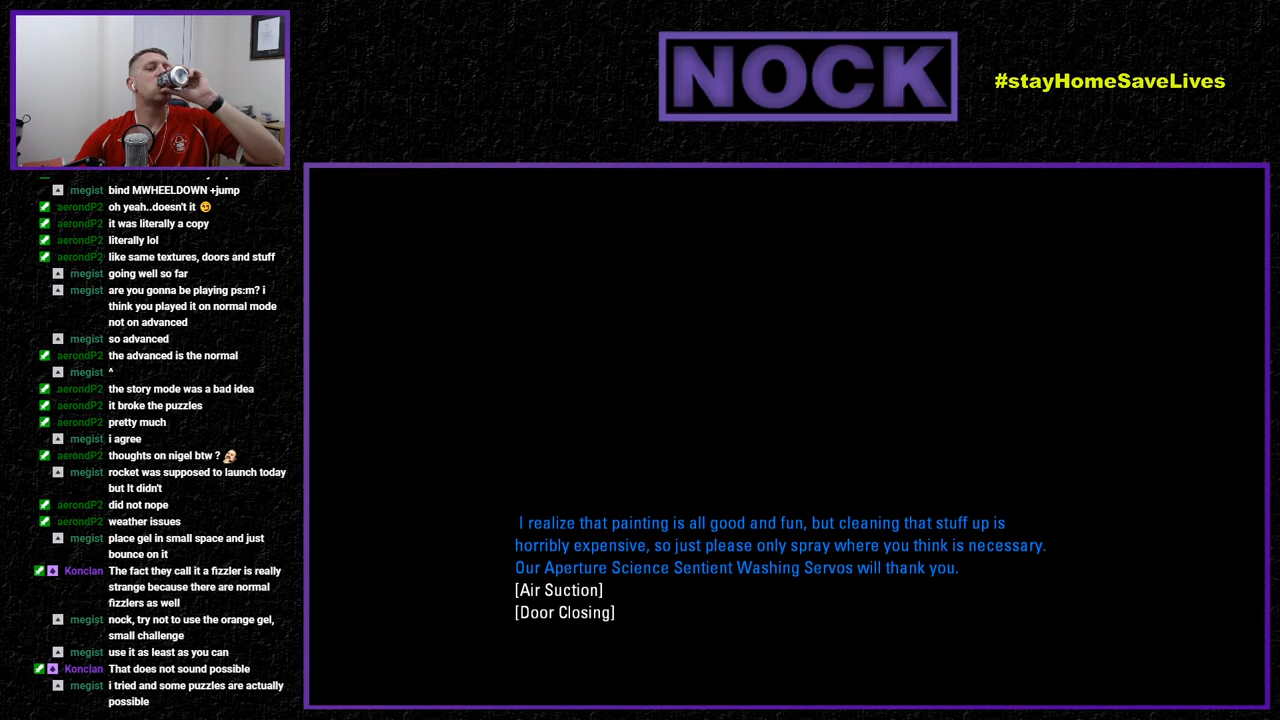 NOCK
#stayHomeSaveLives
megist bind MWHEELDOWN +jump
aerondP2 oh yeah..doesn't it
aerondP2 it was literally a copy
aerondP2 literally lol
aerondP2 like same textures, doors and stuff
megist going well so far
megist are you gonna be playing ps:m? i
think you played it on normal mode
not on advanced
megist so advanced
aerondP2 the advanced is the normal
megist ^
aerondP2 the story mode was a bad idea
aerondP2 it broke the puzzles
aerondP2 pretty much
megist i agree
aerondP2 thoughts on nigel btw ?
megist rocket was supposed to launch today
but It didn't
aerondP2 did not nope
aerondP2 weather issues
megist place gel in small space and just
bounce on it
Konclan The fact they call it a fizzler is really
strange because there are normal
fizzlers as well
megist nock, try not to use the orange gel,
small challenge
megist use it as least as you can
Konclan That does not sound possible
megist i tried and some puzzles are actually
possible
I realize that painting is all good and fun, but cleaning that stuff up is
horribly expensive, so just please only spray where you think is necessary.
Our Aperture Science Sentient Washing Servos will thank you.
[Air Suction]
[Door Closing]